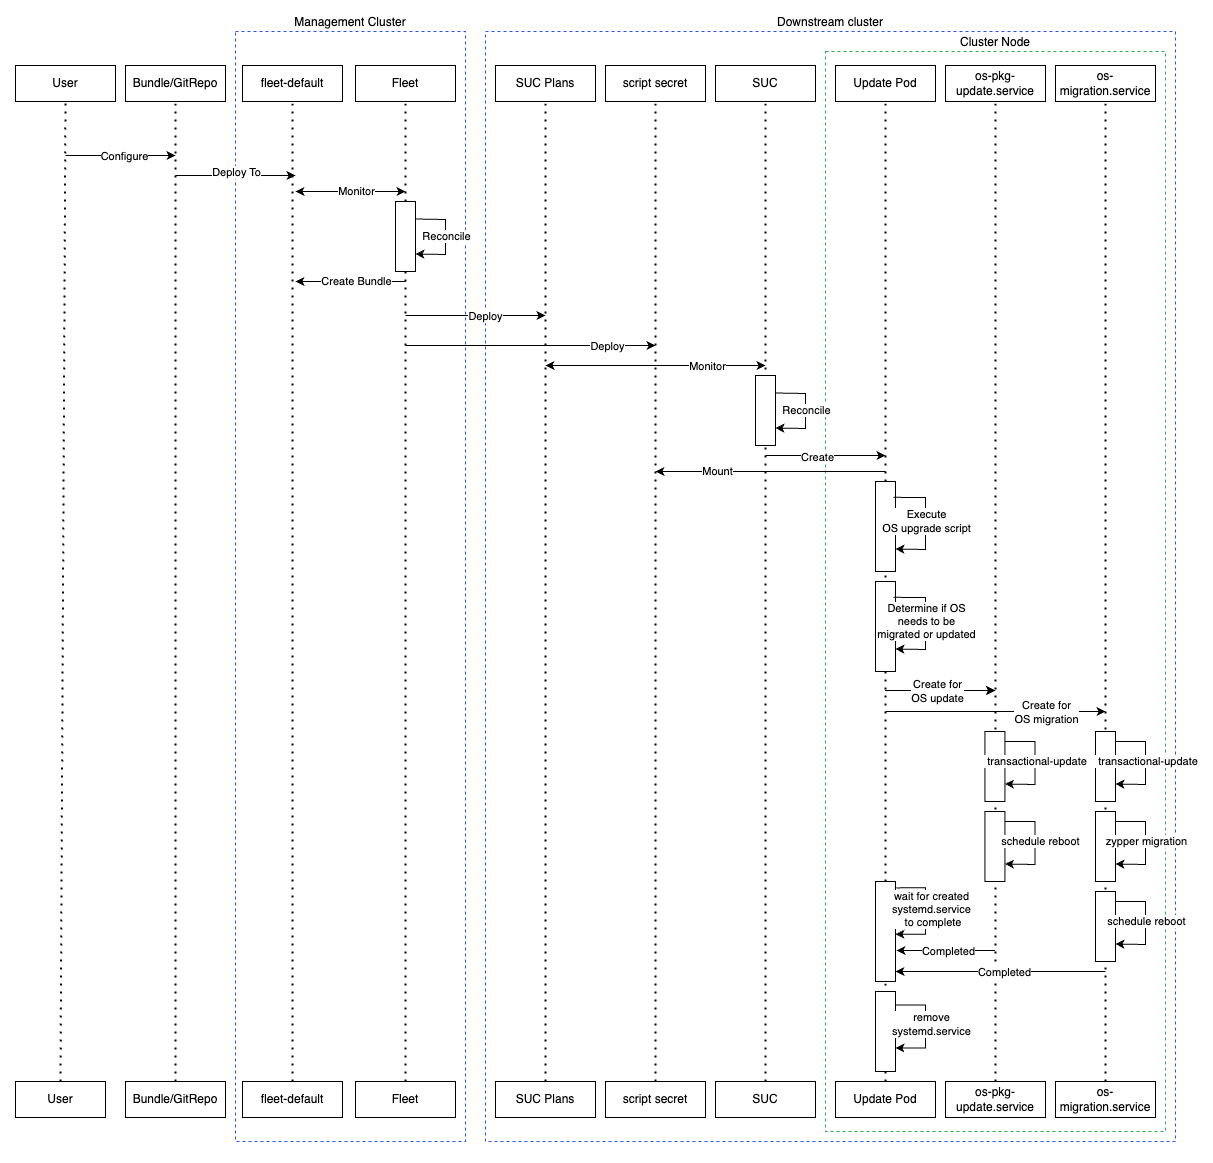 Management Cluster
Downstream cluster
Cluster Node
User
Bundle/GitRepo
fleet-default
Fleet
SUC Plans
script secret
SUC
Update Pod
os-pkg-
update.service
os-
migration.service
Configure
Deploy To
Monitor
Reconcile
Create Bundle
Deploy
Deploy
Monitor
Reconcile
Create
Mount
Execute
OS upgrade script
Determine if OS
needs to be
migrated or updated
Create for
OS update
Create for
OS migration
transactional-update
transactional-update
schedule reboot
zypper migration
wait for created
systemd.service
to complete
schedule reboot
Completed
Completed
remove
systemd.service
User
Bundle/GitRepo
fleet-default
Fleet
SUC Plans
script secret
SUC
Update Pod
os-pkg-
update.service
os-
migration.service